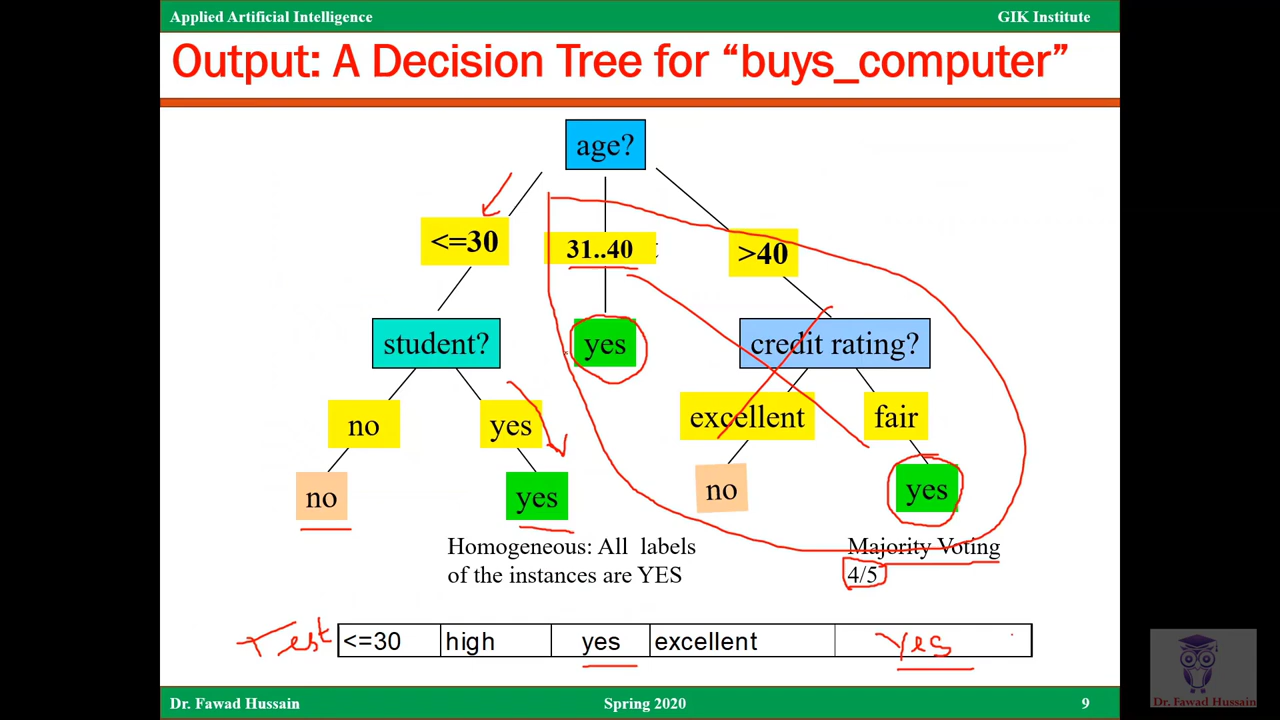 Applied Artificial Intelligence GIK Institute
Output: A Decision Tree for “buys_computer”
age?
<=30 31..40 >40
student? yes credit rating?
no yes excellent fair
no yes no yes
Homogeneous: All labels
of the instances are YES
Majority Voting
4/5
Test <=30 high yes excellent Yes
Dr. Fawad Hussain
Dr. Fawad Hussain Spring 2020 9